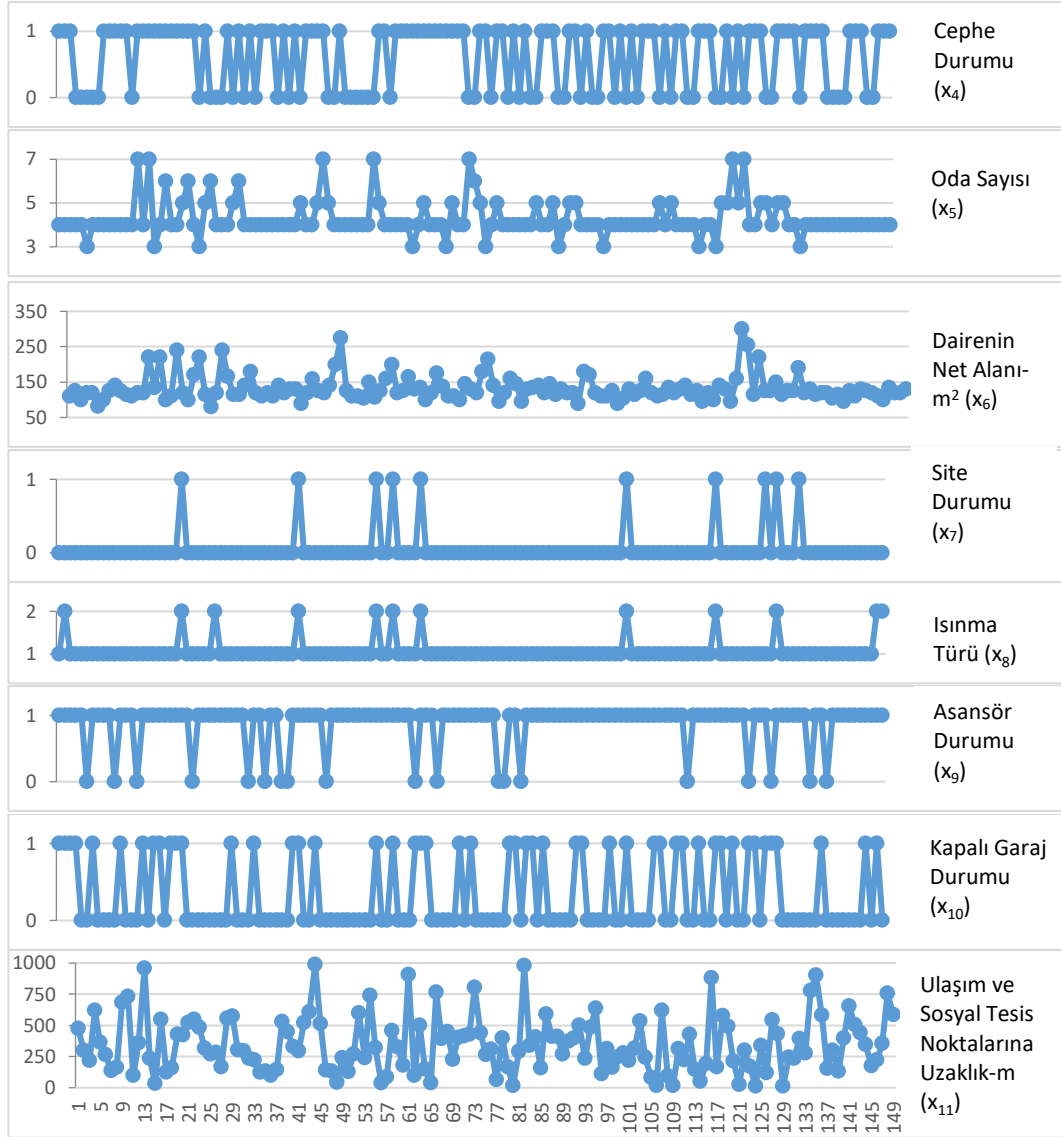 1
0
Cephe
Durumu
(x4)
7
5
3
Oda Sayısı
(x5)
350
250
150
50
Dairenin
Net Alanı-
m² (x6)
1
0
Site
Durumu
(x7)
2
1
Isınma
Türü (x8)
1
0
Asansör
Durumu
(x9)
1
0
Kapalı Garaj
Durumu
(x10)
1000
750
500
250
0
Ulaşım ve
Sosyal Tesis
Noktalarına
Uzaklık-m
(x11)
1 5 9 13 17 21 25 29 33 37 41 45 49 53 57 61 65 69 73 77 81 85 89 93 97 101 105 109 113 117 121 125 129 133 137 141 145 149